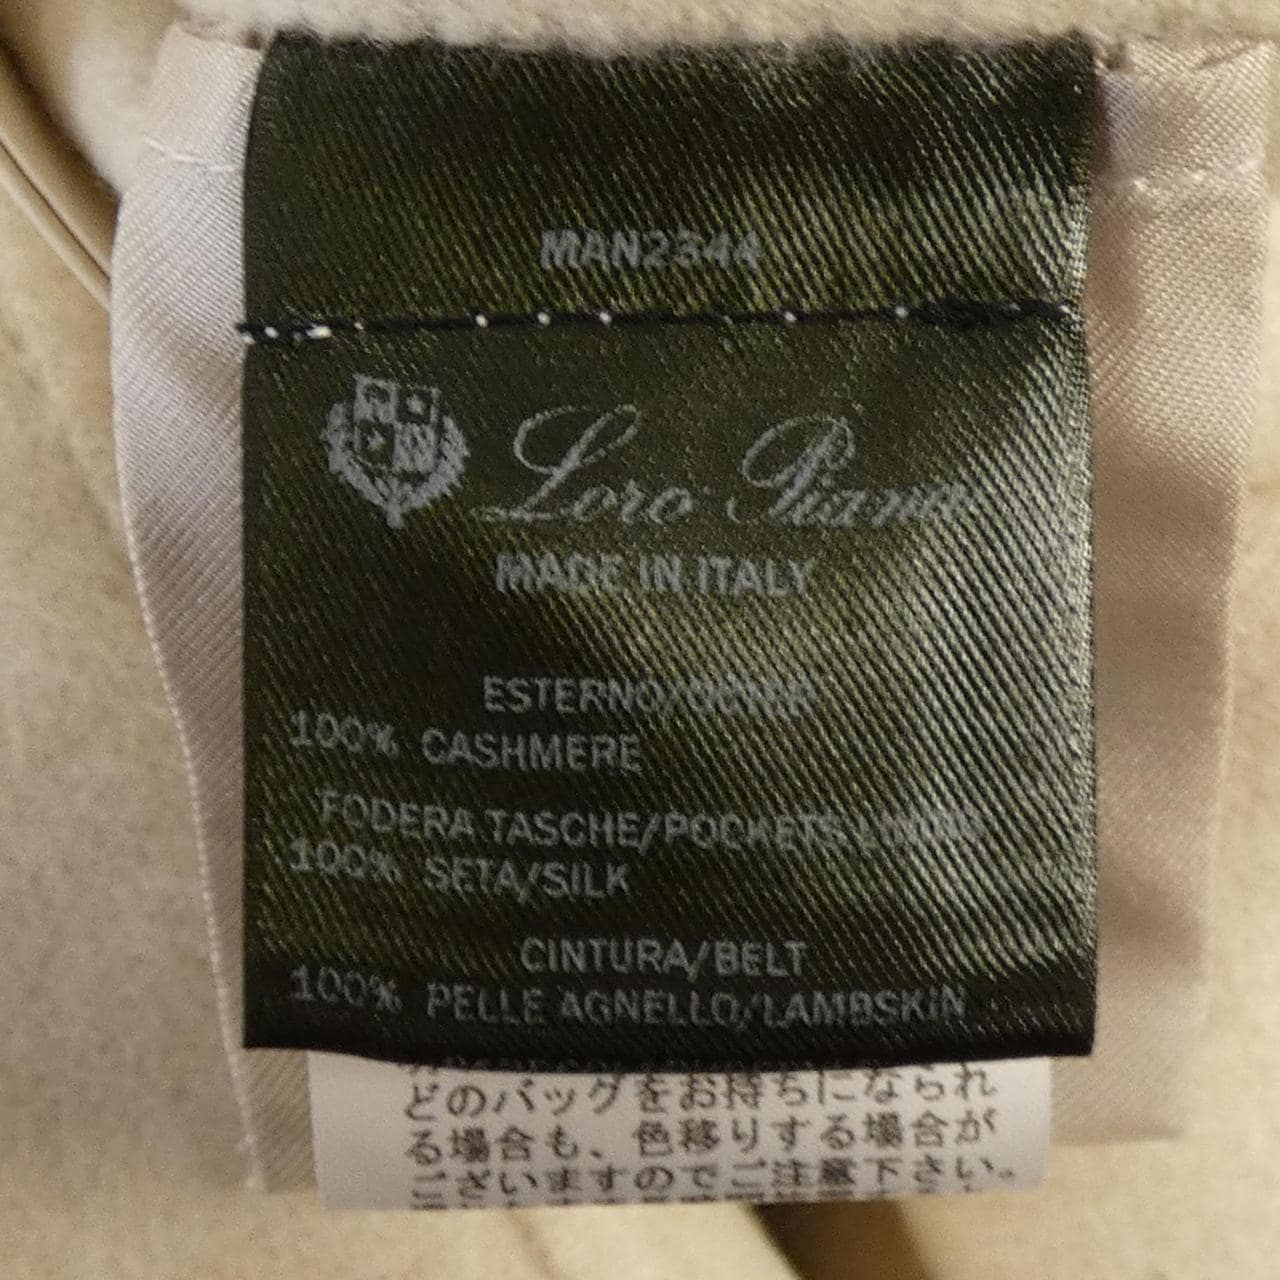 MAN2344
Loro Piana
MADE IN ITALY
ESTERNO/OUTER
100% CASHMERE
FODERA TASCHE/POCKETS LINING
100% SETA/SILK
CINTURA/BELT
100% PELLE AGNELLO/LAMBSKIN
どのバッグをお持ちになられ
る場合も、色移りする場合が
ございますのでご注意下さい。